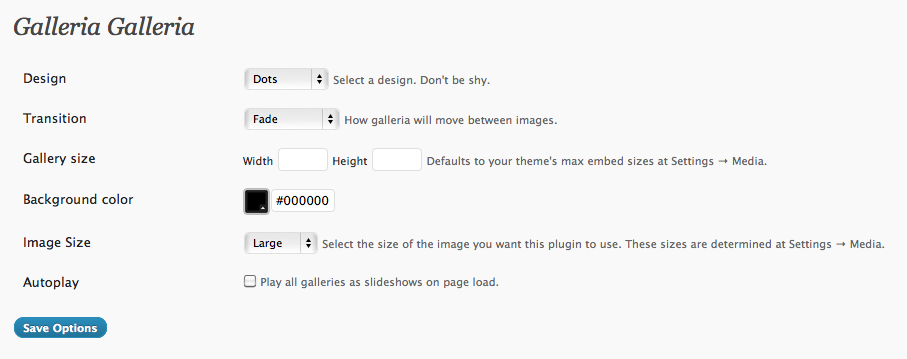 Galleria Galleria
Design Dots Select a design. Don't be shy.
Transition Fade How galleria will move between images.
Gallery size Width Height Defaults to your theme's max embed sizes at Settings → Media.
Background color #000000
Image Size Large Select the size of the image you want this plugin to use. These sizes are determined at Settings → Media.
Autoplay Play all galleries as slideshows on page load.
Save Options